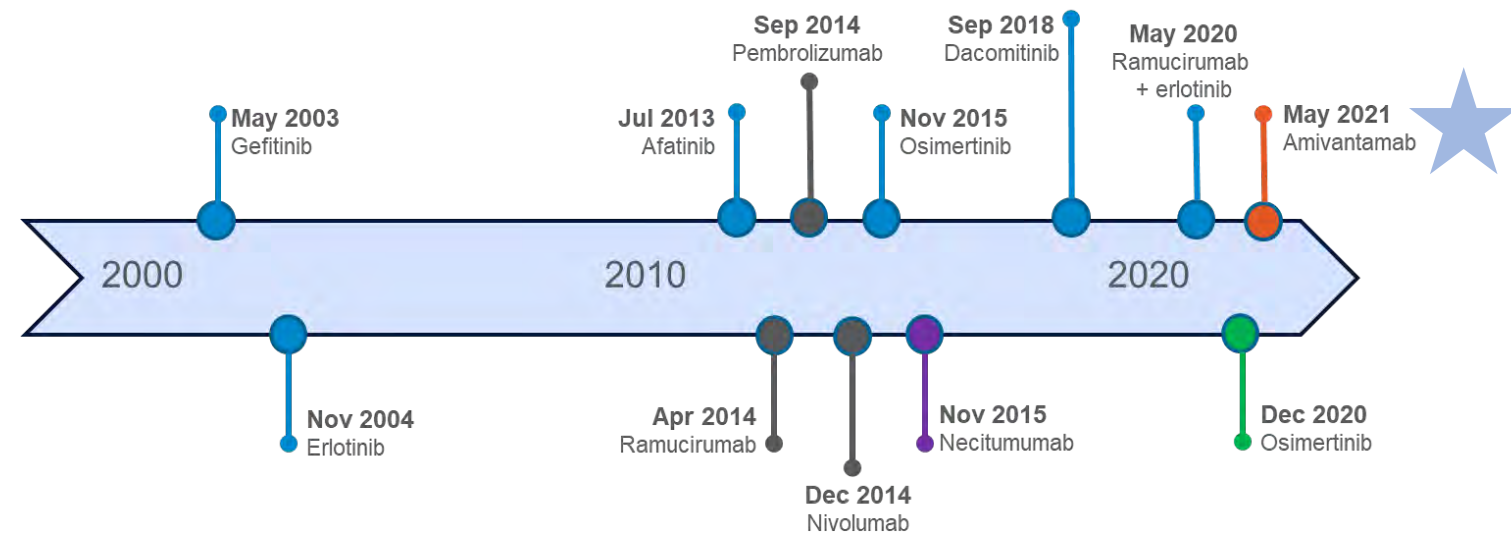 Sep 2014
Pembrolizumab
Sep 2018
Dacomitinib
May 2020
Ramucirumab
+ erlotinib
May 2003
Gefitinib
Jul 2013
Afatinib
Nov 2015
Osimertinib
May 2021
Amivantamab
2000
2010
2020
Nov 2004
Erlotinib
Apr 2014
Ramucirumab
Dec 2014
Nivolumab
Nov 2015
Necitumumab
Dec 2020
Osimertinib